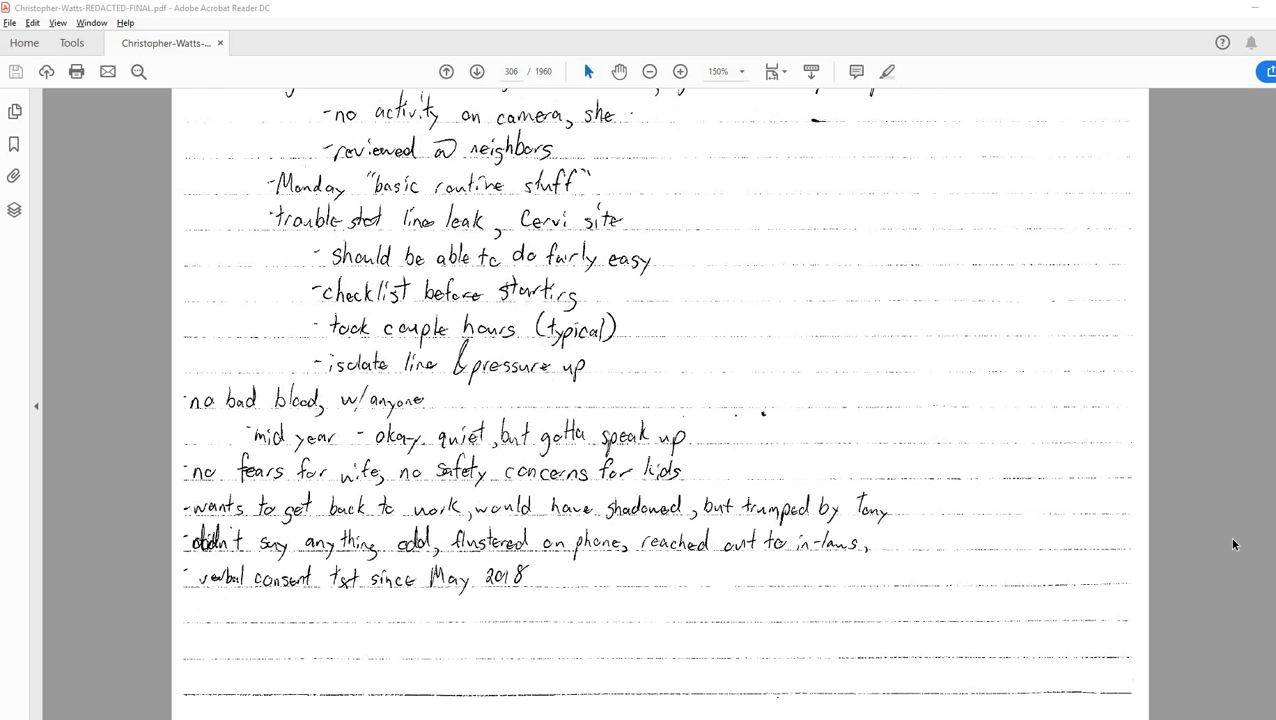 Christopher-Watts-REDACTED-FINAL.pdf - Adobe Acrobat Reader DC
File Edit View Window Help
Home Tools Christopher-Watts-... ×
306 / 1960 150%
-no activity on camera, she
-reviewed @ neighbors
-Monday "basic routine stuff"
-trouble shot line leak, Cervi site
- should be able to do fairly easy
-checklist before starting
- took couple hours (typical)
-isolate line & pressure up
-no bad blood, w/anyone
-mid year - okay, quiet, but gotta speak up
-no fears for wife, no safety concerns for kids
-wants to get back to work, would have shadowed, but trumped by Tony
-didn't say anything odd, flustered on phone, reached out to in-laws,
- verbal consent txt since May 2018